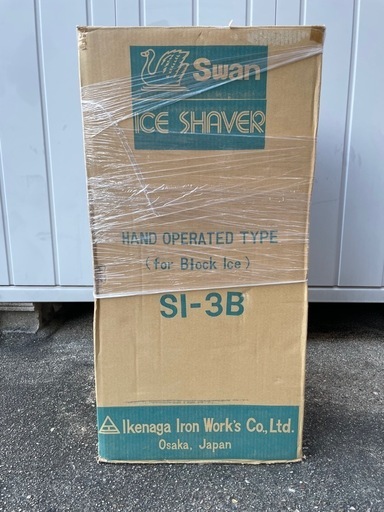 Swan
ICE SHAVER
HAND OPERATED TYPE
(for Block Ice)
SI-3B
Ikenaga Iron Work's Co., Ltd.
Osaka, Japan